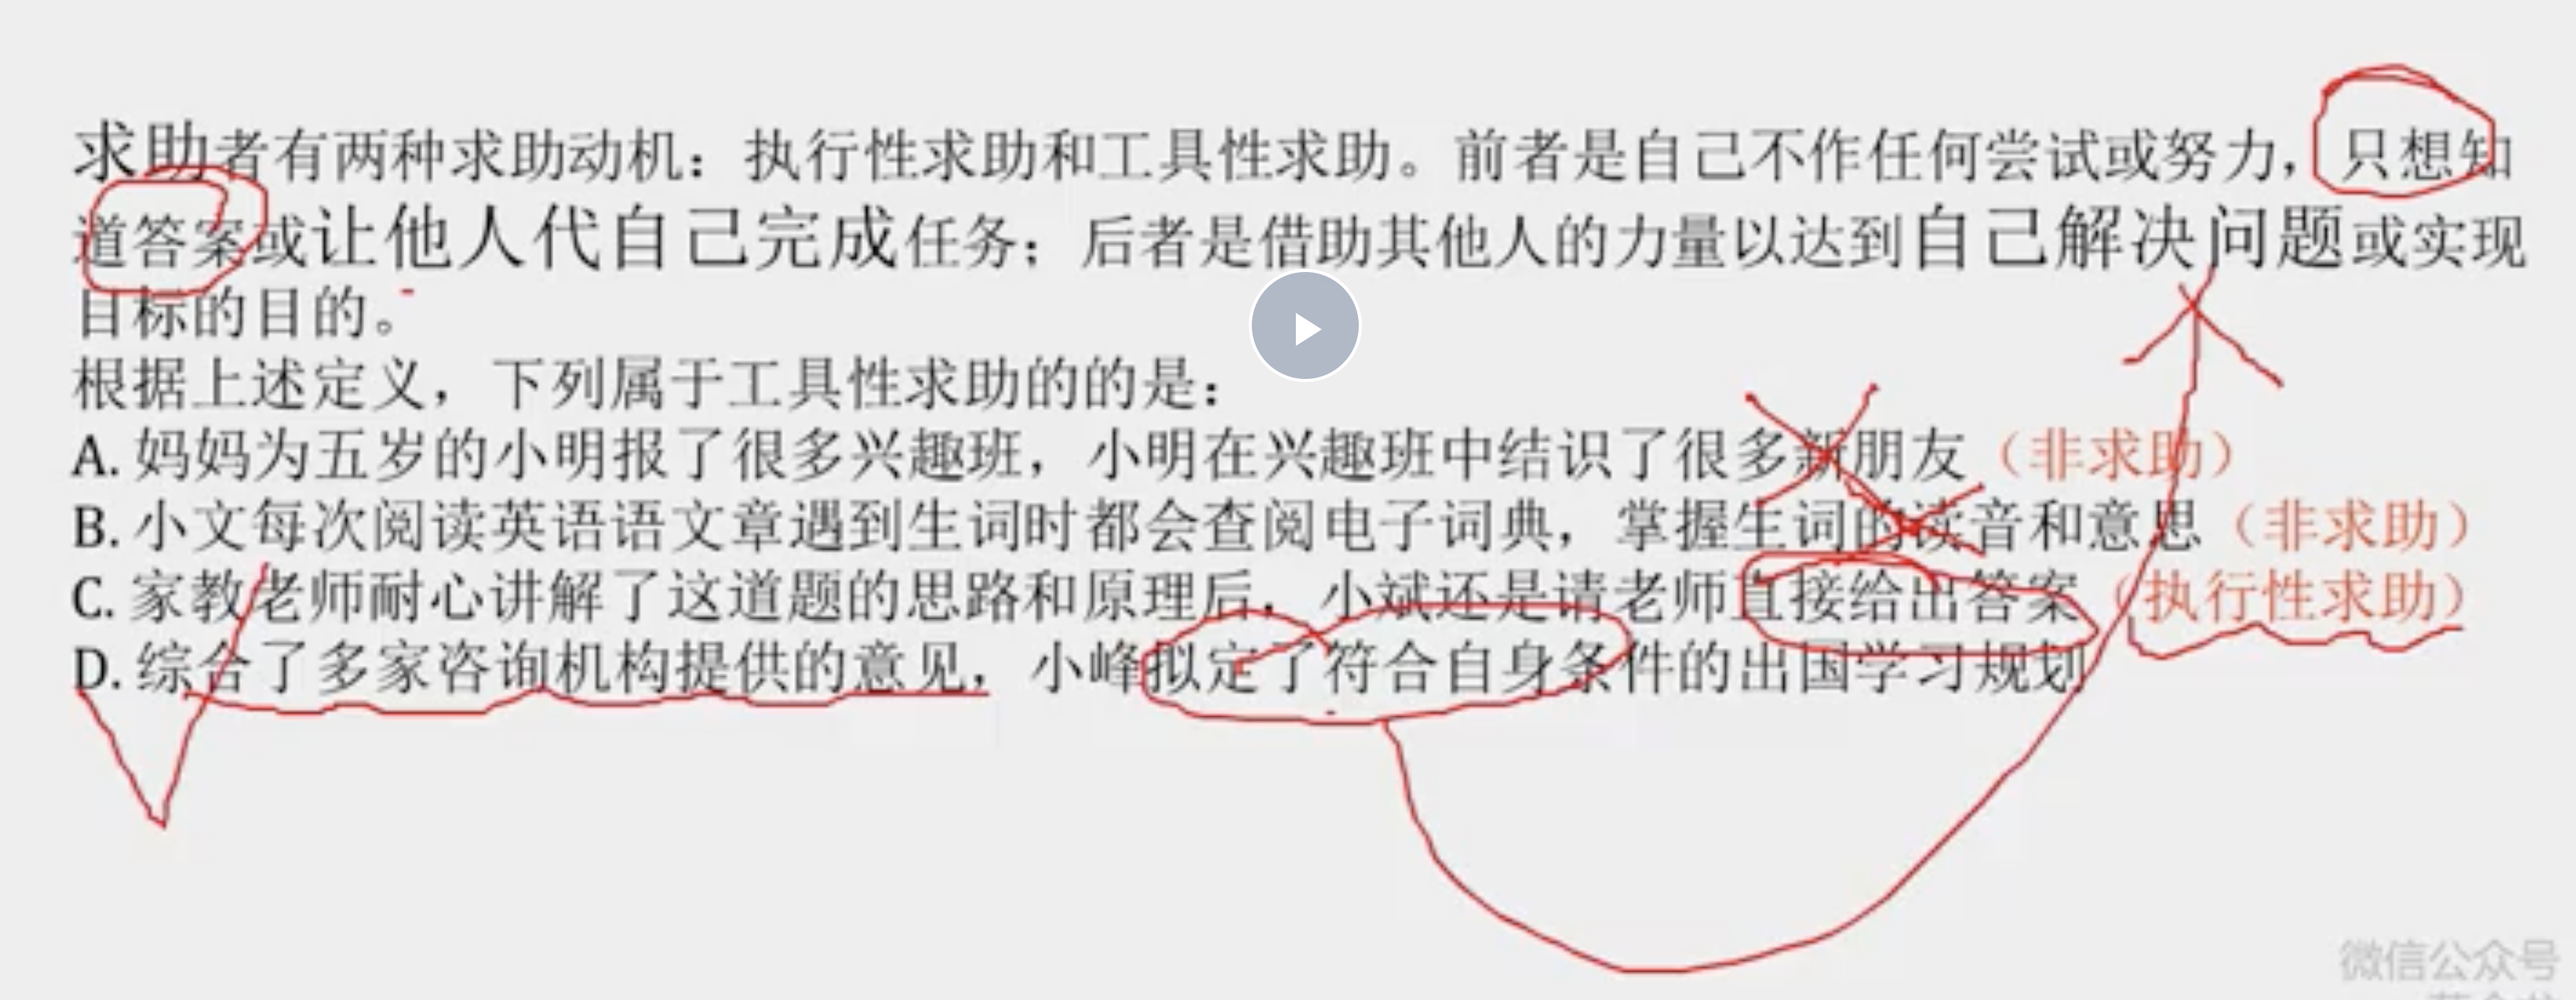 求助者有两种求助动机：执行性求助和工具性求助。前者是自己不作任何尝试或努力，只想知
道答案或让他人代自己完成任务；后者是借助其他人的力量以达到自己解决问题或实现
目标的目的。
根据上述定义，下列属于工具性求助的的是：
A. 妈妈为五岁的小明报了很多兴趣班，小明在兴趣班中结识了很多新朋友（非求助）
B. 小文每次阅读英语语文章遇到生词时都会查阅电子词典，掌握生词的读音和意思（非求助）
C. 家教老师耐心讲解了这道题的思路和原理后，小斌还是请老师直接给出答案（执行性求助）
D. 综合了多家咨询机构提供的意见，小峰拟定了符合自身条件的出国学习规划
微信公众号